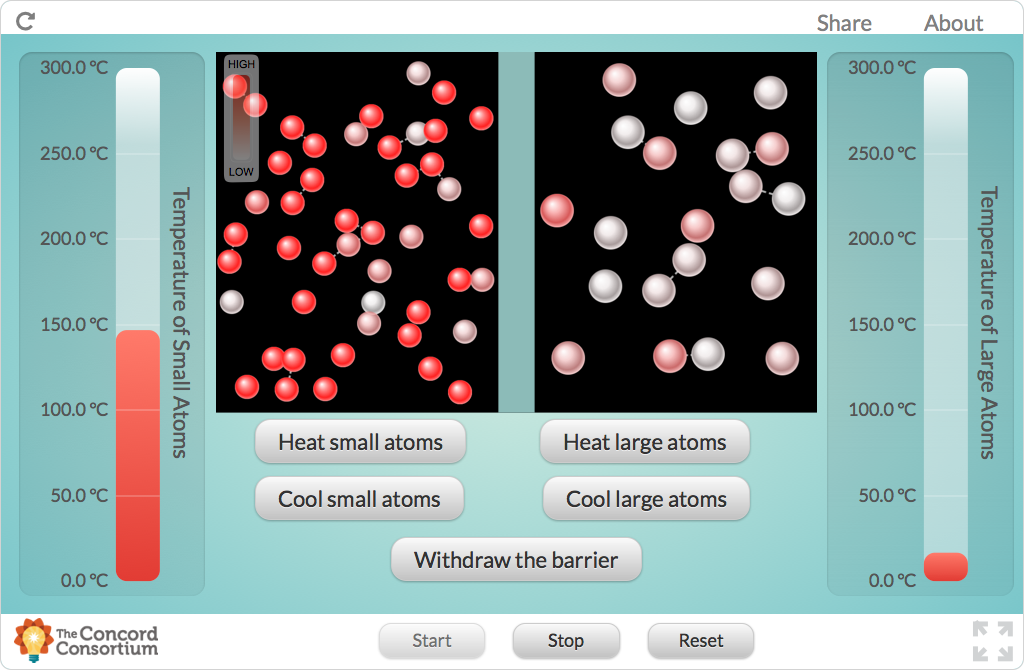 Share
About
300.0 °C
250.0 °C
200.0 °C
150.0 °C
100.0 °C
50.0 °C
0.0 °C
Temperature of Small Atoms
HIGH
LOW
300.0 °C
250.0 °C
200.0 °C
150.0 °C
100.0 °C
50.0 °C
0.0 °C
Temperature of Large Atoms
Heat small atoms
Heat large atoms
Cool small atoms
Cool large atoms
Withdraw the barrier
The Concord
Consortium
Start
Stop
Reset